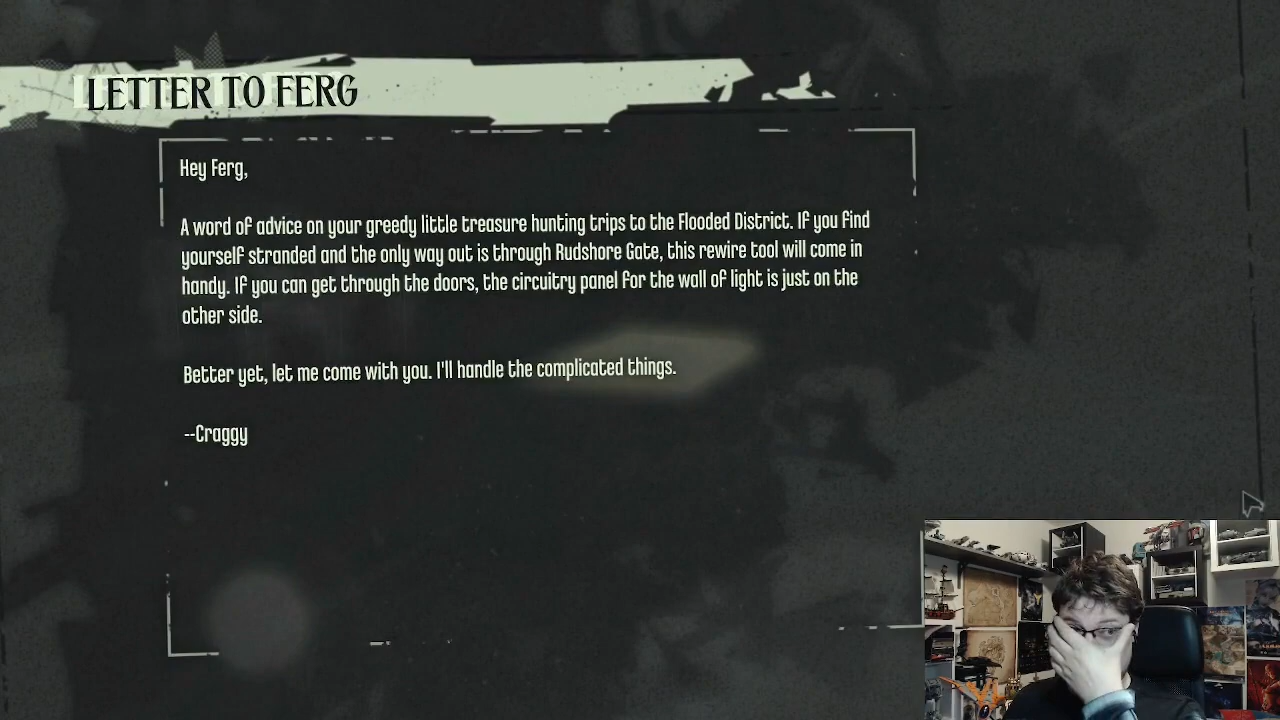 LETTER TO FERG
Hey Ferg,
A word of advice on your greedy little treasure hunting trips to the Flooded District. If you find
yourself stranded and the only way out is through Rudshore Gate, this rewire tool will come in
handy. If you can get through the doors, the circuitry panel for the wall of light is just on the
other side.
Better yet, let me come with you. I'll handle the complicated things.
--Craggy